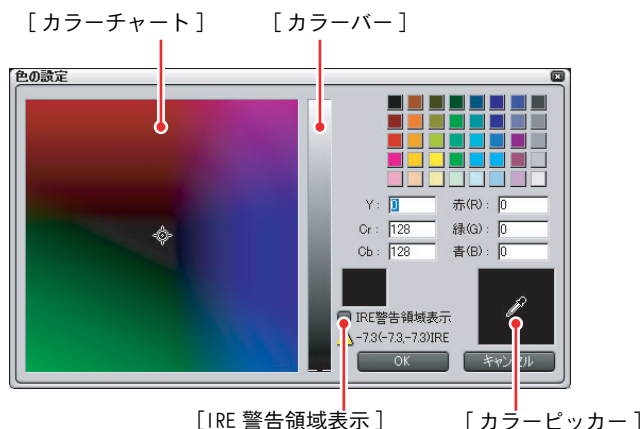 [カラーチャート] [カラーバー]
色の設定
Y: 0 赤(R): 0
Cr: 128 緑(G): 0
Cb: 128 青(B): 0
IRE警告領域表示
-7.3(-7.3,-7.3)IRE
OK キャンセル
[IRE 警告領域表示] [カラーピッカー]